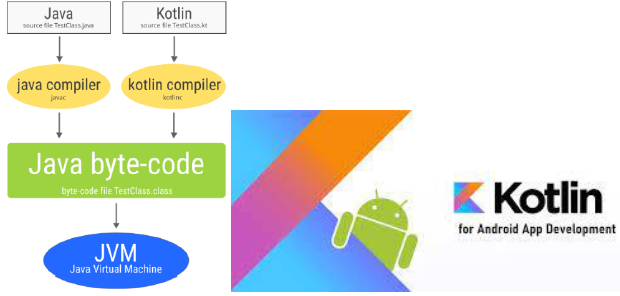 Java
source file TestClass.java
Kotlin
source file TestClass.kt
java compiler
javac
kotlin compiler
kotlinc
Java byte-code
byte-code file TestClass.class
JVM
Java Virtual Machine
Kotlin
for Android App Development